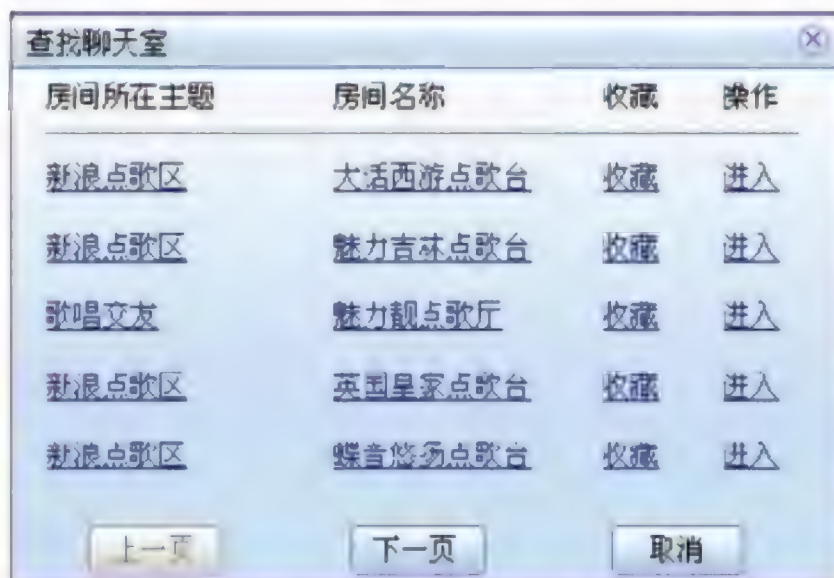 查找聊天室
房间所在主题 房间名称 收藏 操作
新浪点歌区 大话西游点歌台 收藏 进入
新浪点歌区 魅力吉林点歌台 收藏 进入
歌唱交友 魅力靓点歌厅 收藏 进入
新浪点歌区 英国皇家点歌台 收藏 进入
新浪点歌区 蝶音悠扬点歌台 收藏 进入
上一页 下一页 取消